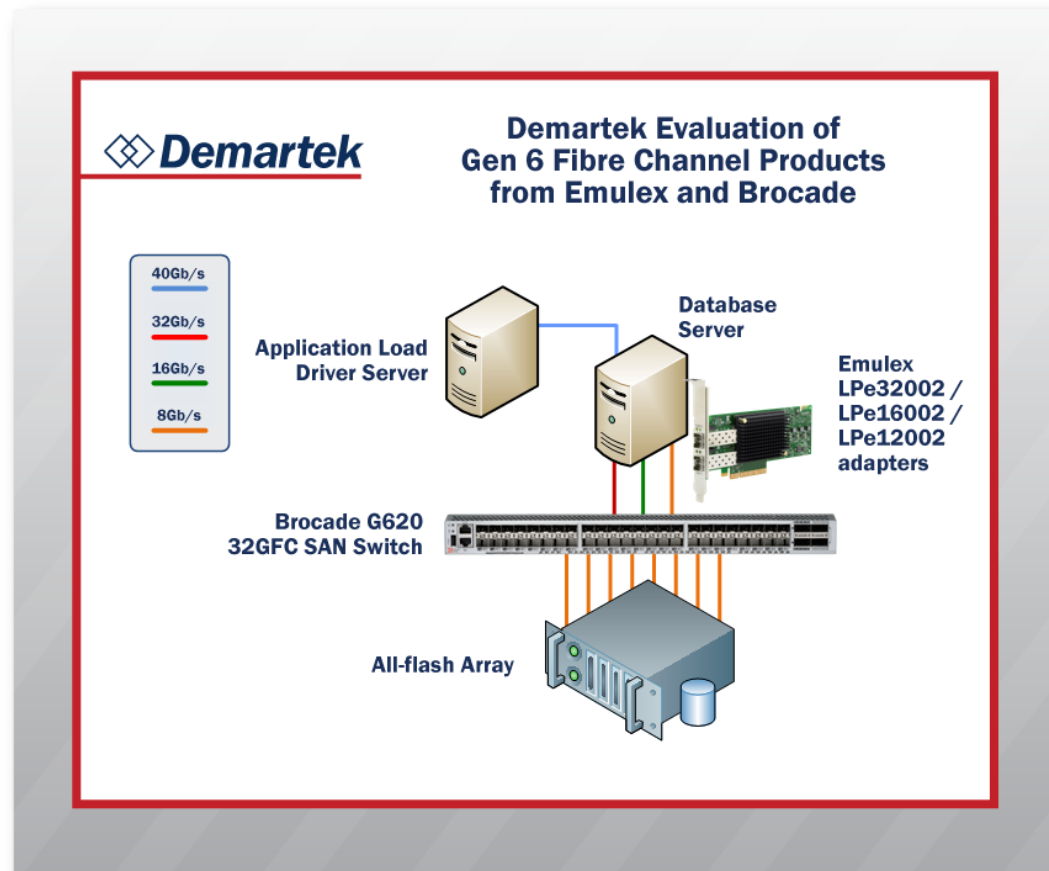 Demartek
Demartek Evaluation of
Gen 6 Fibre Channel Products
from Emulex and Brocade
40Gb/s
32Gb/s
16Gb/s
8Gb/s
Application Load
Driver Server
Database
Server
Emulex
LPe32002 /
LPe16002 /
LPe12002
adapters
Brocade G620
32GFC SAN Switch
All-flash Array